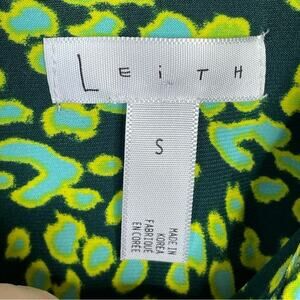 LEiTH
S
MADE IN
KOREA
FABRIQUÉ
EN CORÉE